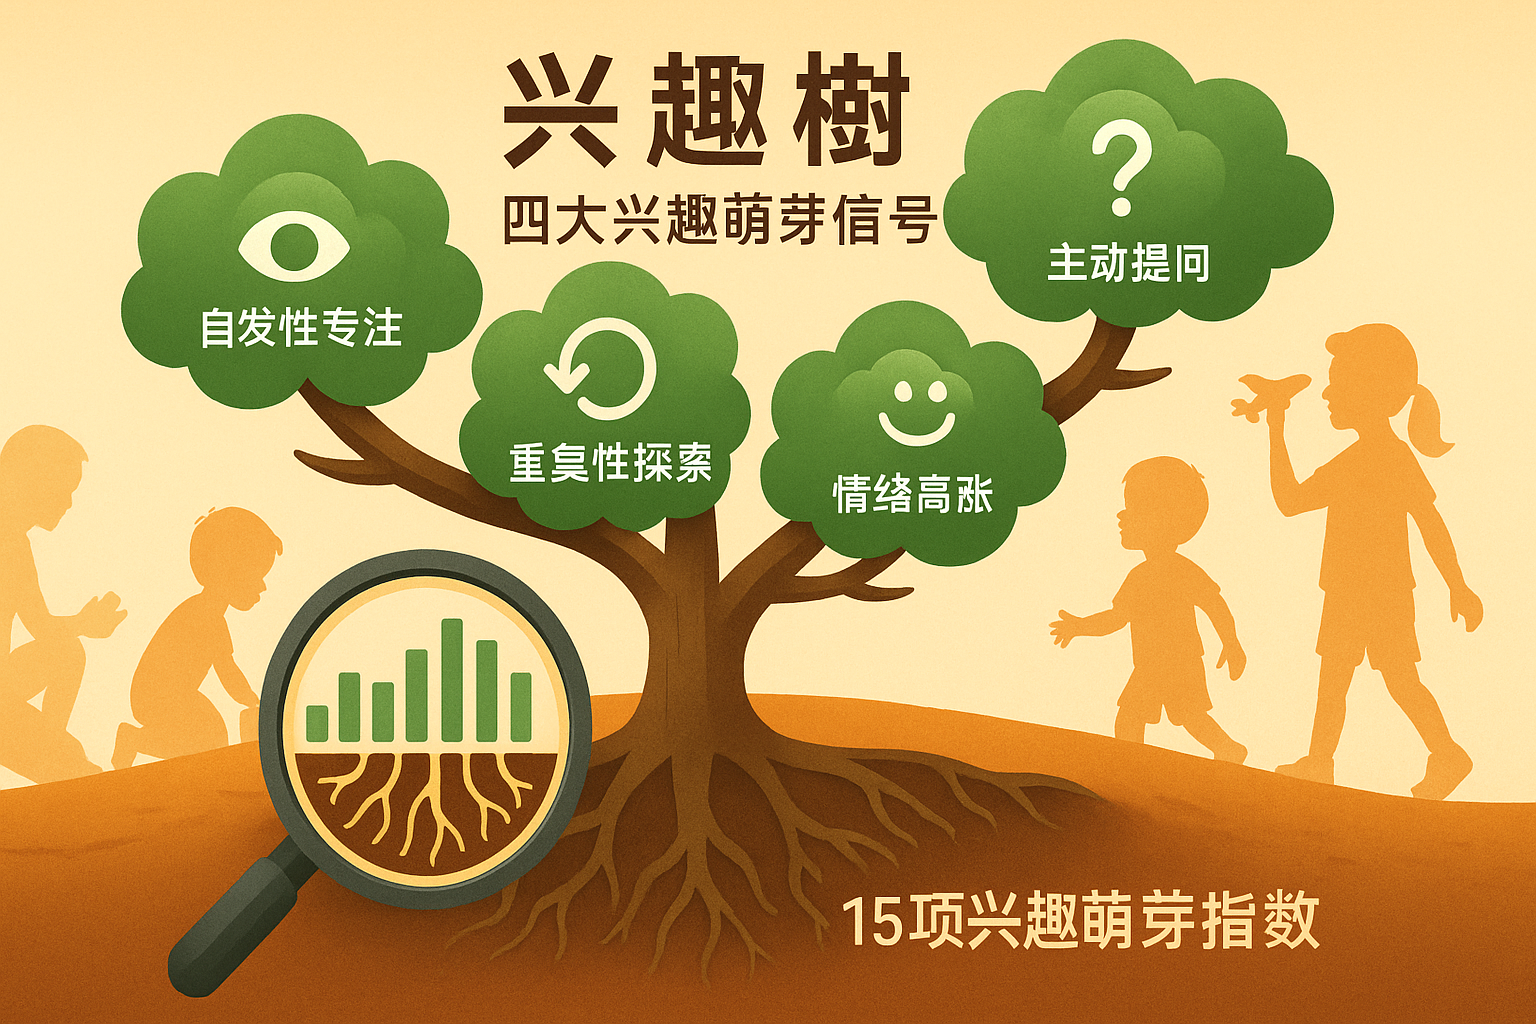 兴趣樹
四大兴趣萌芽信号
主动提问
自发性专注
重复性探索
情绪高涨
15项兴趣萌芽指数